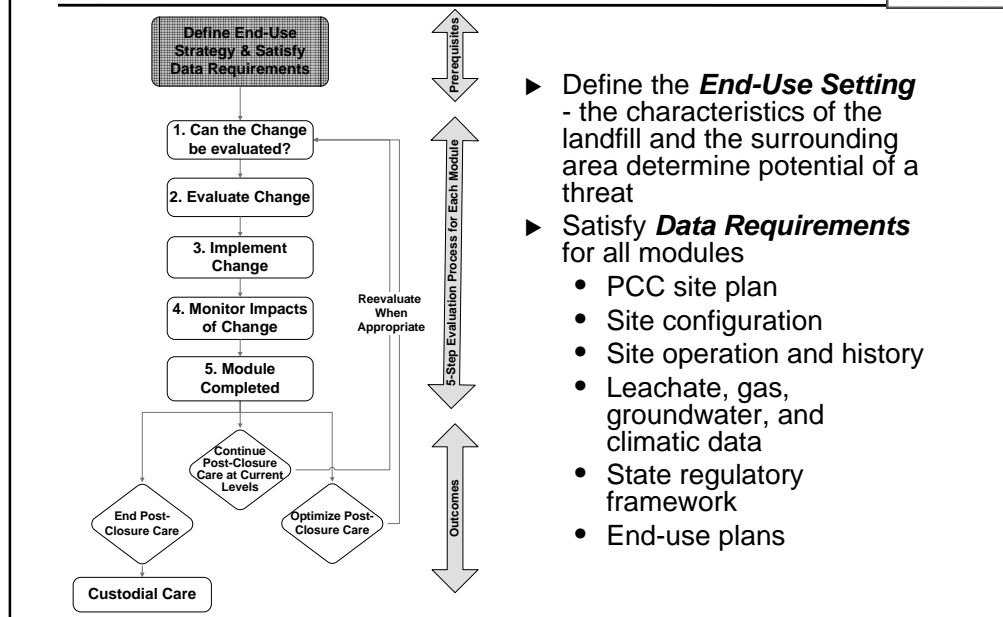 Define End-Use
Strategy & Satisfy
Data Requirements
Prerequisites
1. Can the Change
be evaluated?
2. Evaluate Change
3. Implement
Change
4. Monitor Impacts
of Change
5. Module
Completed
Reevaluate
When
Appropriate
5-Step Evaluation Process for Each Module
Continue
Post-Closure
Care at Current
Levels
End Post-
Closure Care
Optimize Post-
Closure Care
Outcomes
Custodial Care
► Define the End-Use Setting
- the characteristics of the
landfill and the surrounding
area determine potential of a
threat
► Satisfy Data Requirements
for all modules
• PCC site plan
• Site configuration
• Site operation and history
• Leachate, gas,
groundwater, and
climatic data
• State regulatory
framework
• End-use plans